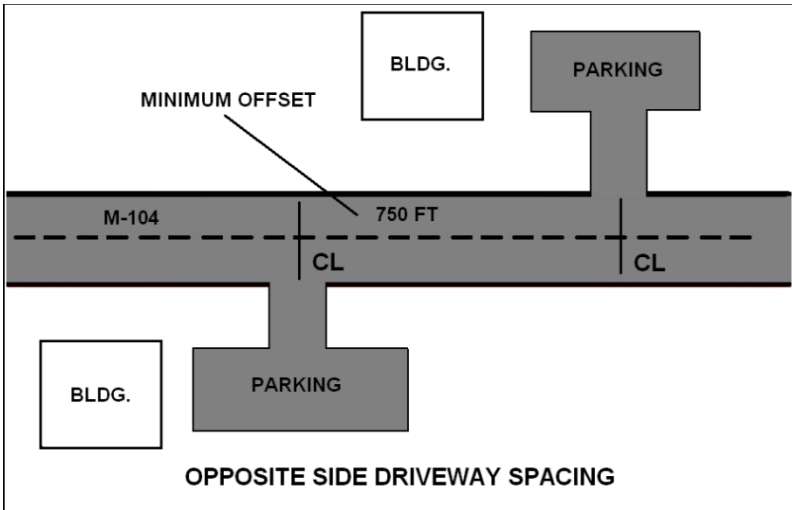 BLDG.
PARKING
MINIMUM OFFSET
M-104
750 FT
CL
CL
BLDG.
PARKING
OPPOSITE SIDE DRIVEWAY SPACING